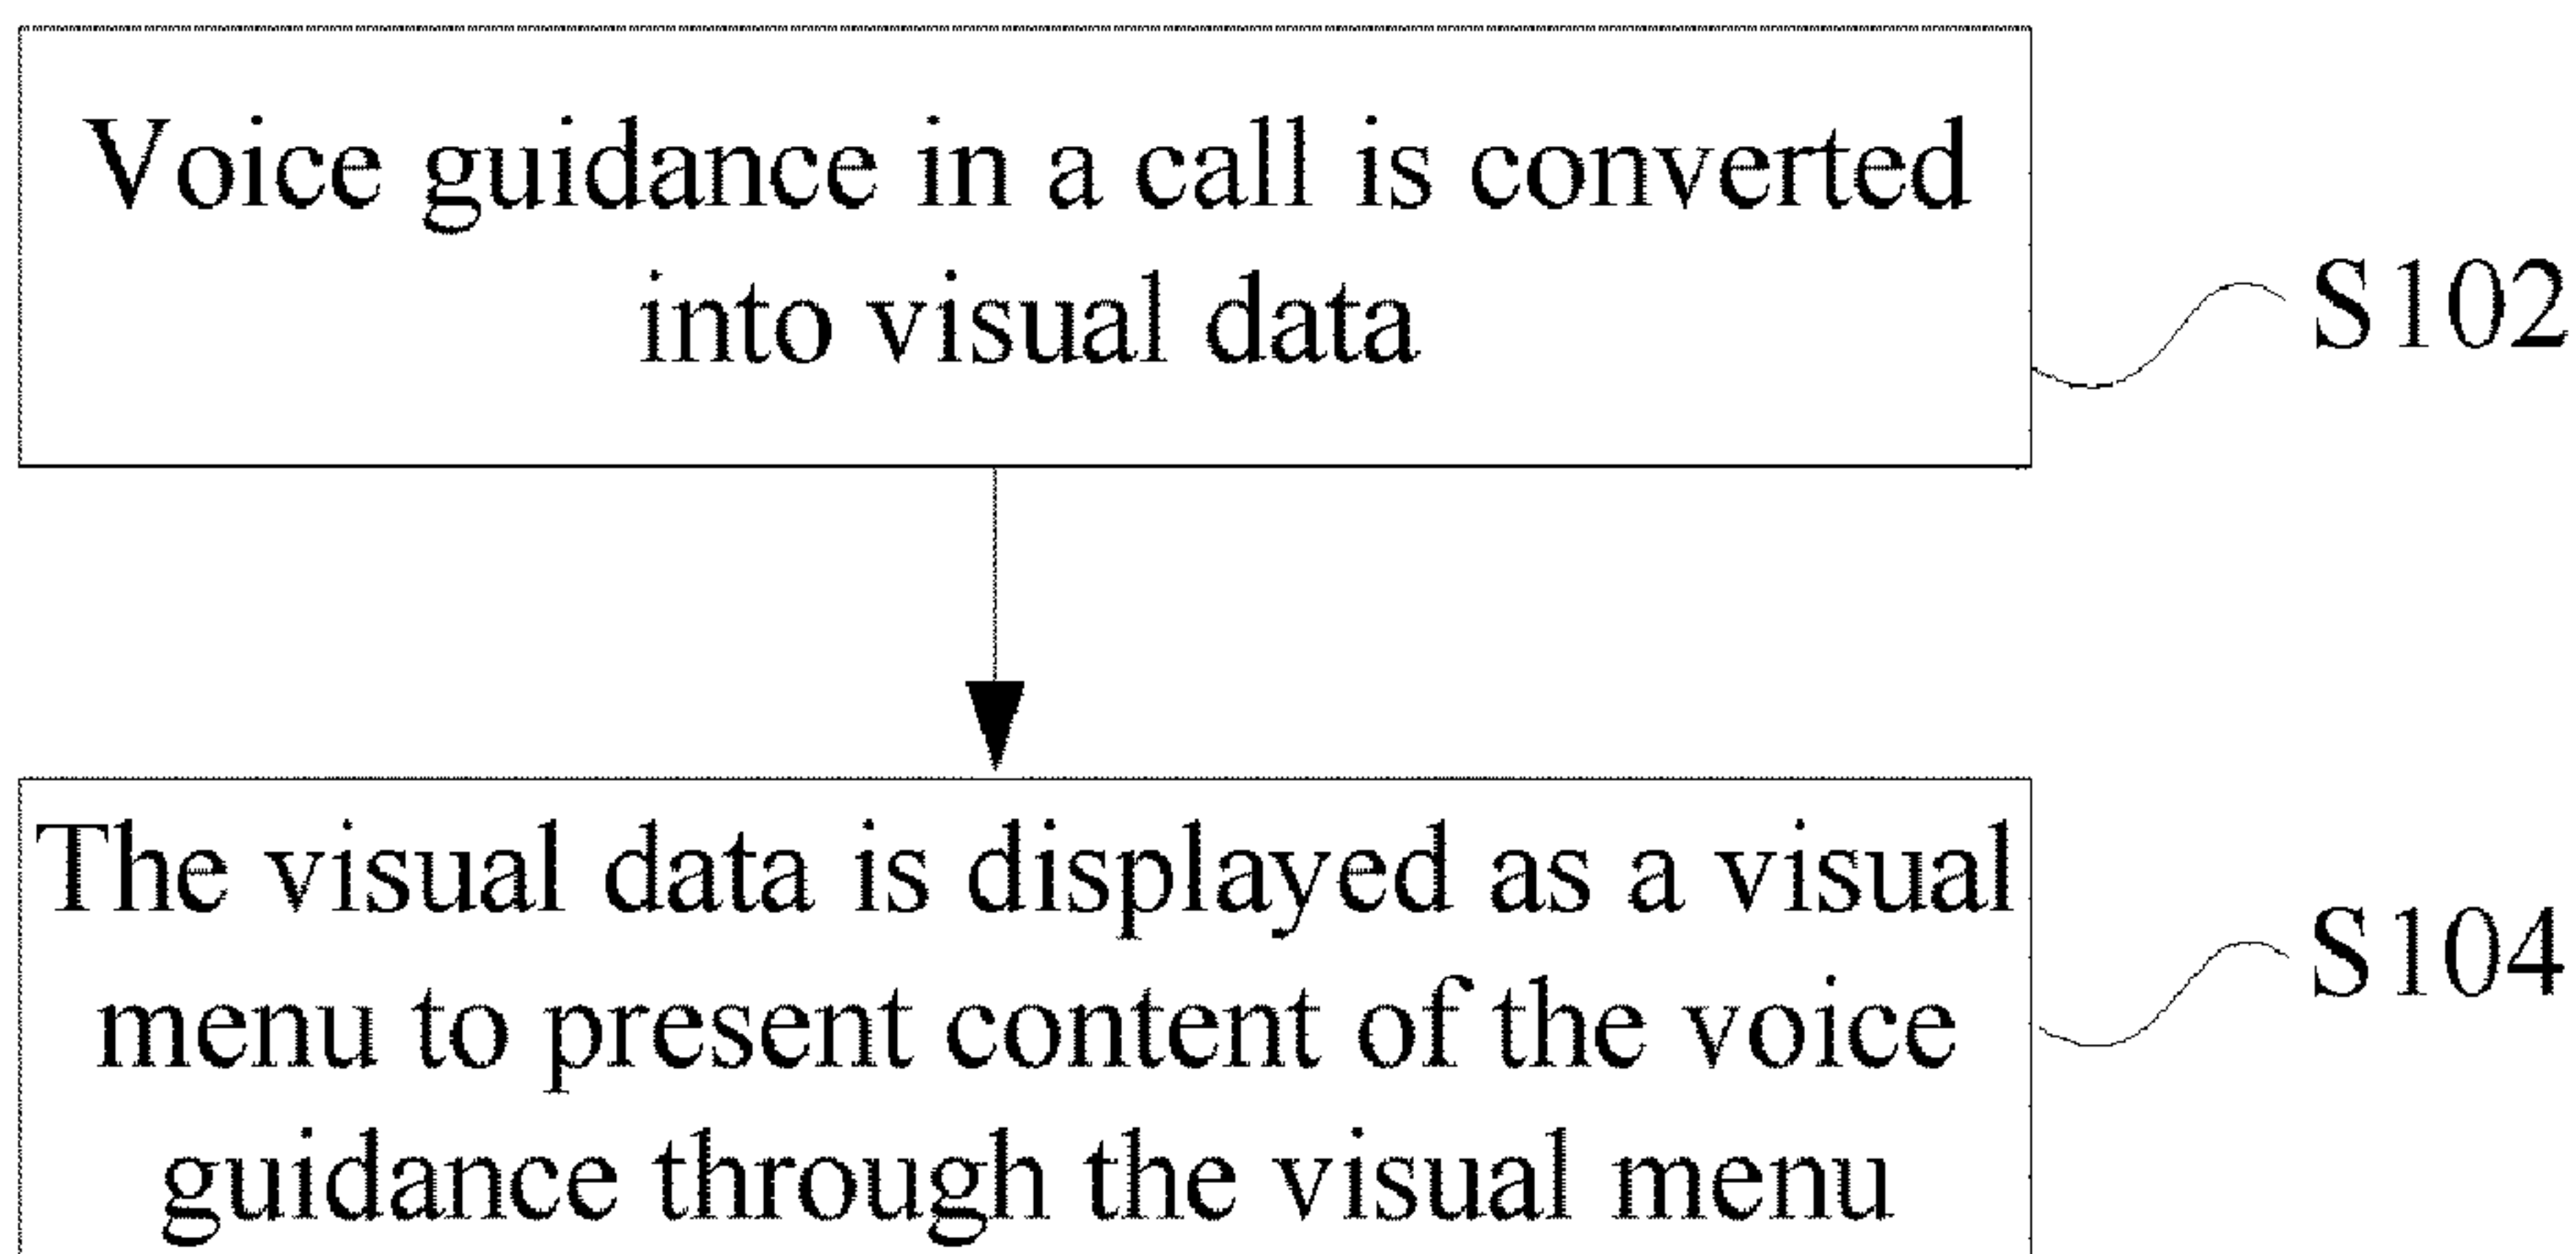 Voice guidance in a call is converted
into visual data
S102
The visual data is displayed as a visual
menu to present content of the voice
guidance through the visual menu
S104